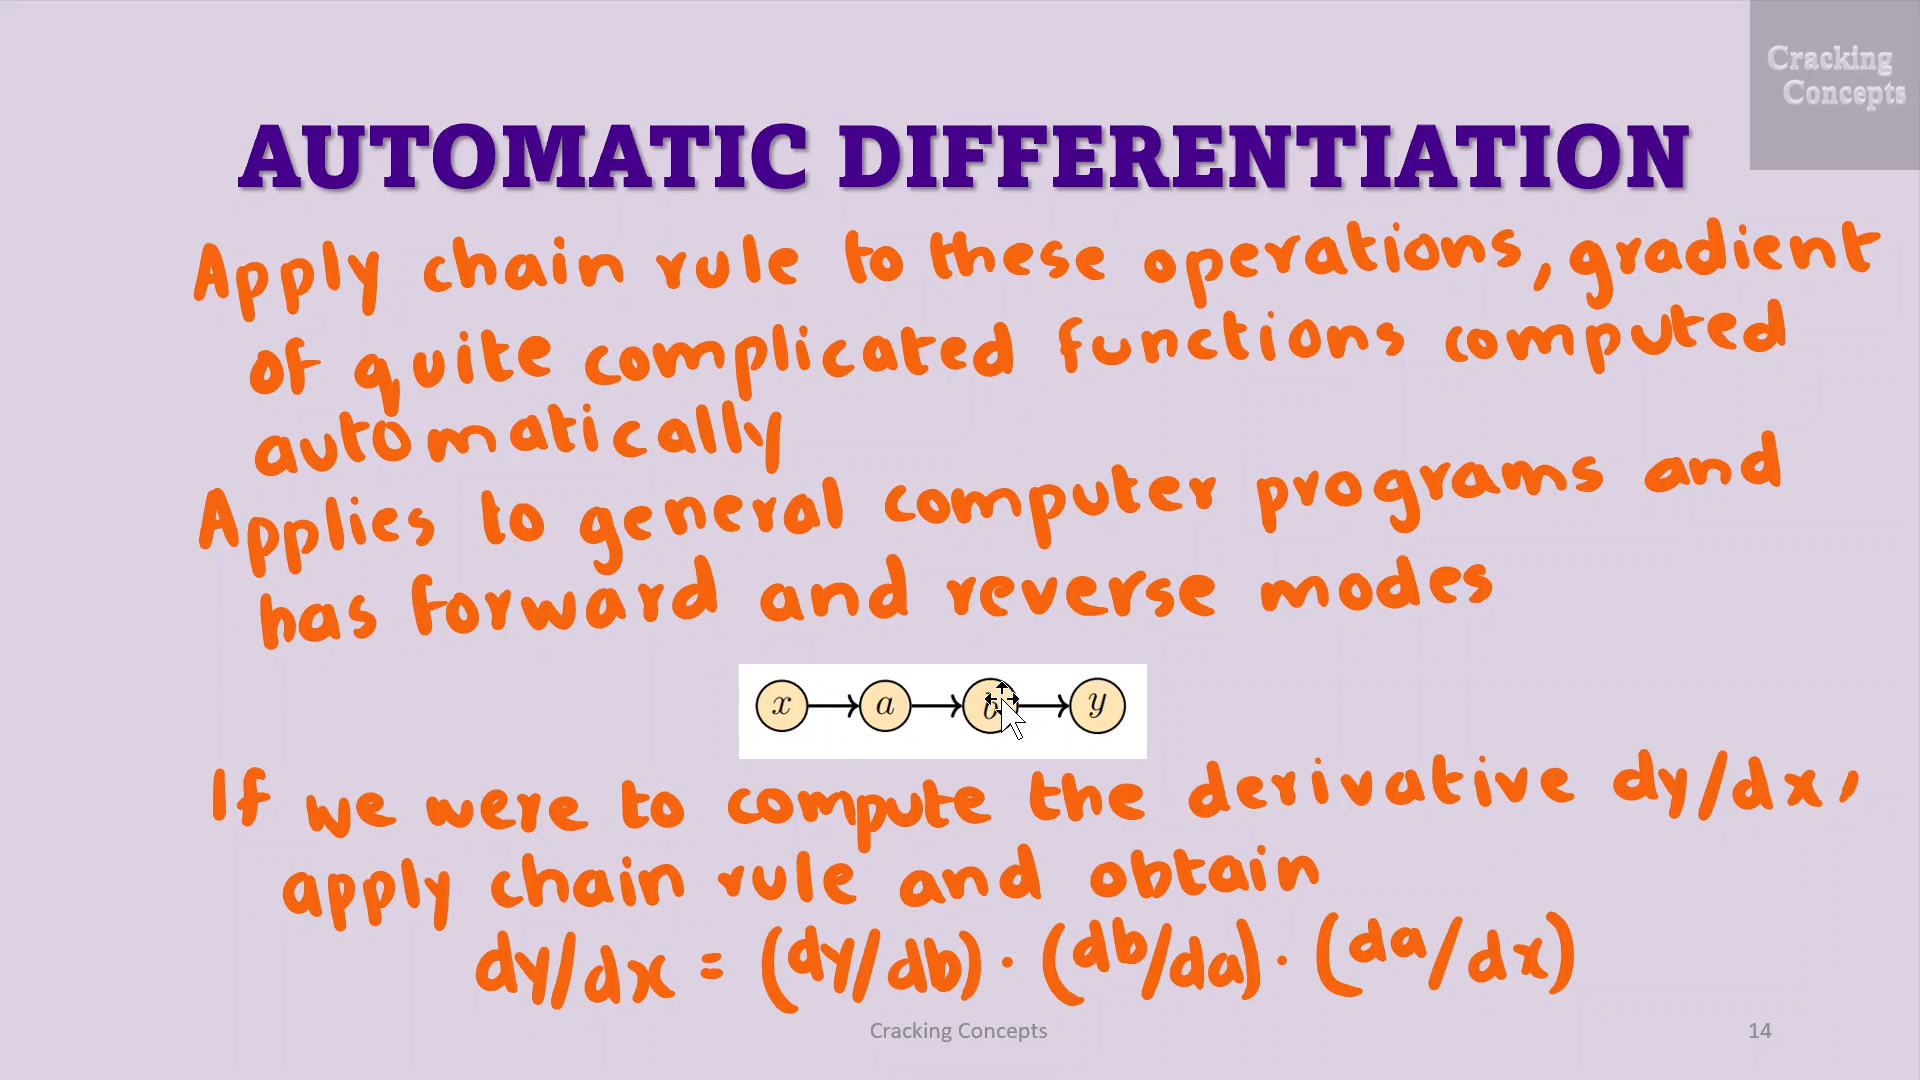 Cracking
Concepts
AUTOMATIC DIFFERENTIATION
Apply chain rule to these operations, gradient
of quite complicated functions computed
automatically
Applies to general computer programs and
has forward and reverse modes
x a b y
If we were to compute the derivative dy/dx,
apply chain rule and obtain
dy/dx = (dy/db) · (db/da) · (da/dx)
Cracking Concepts 14